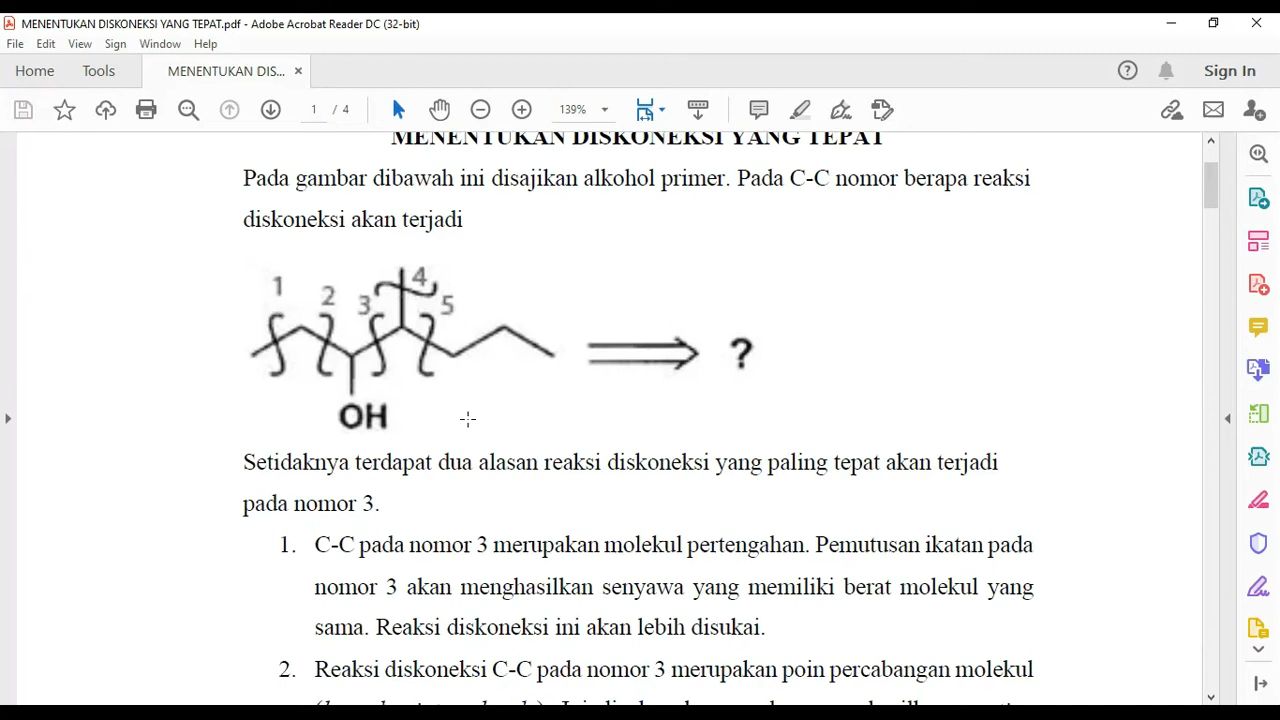 MENENTUKAN DISKONEKSI YANG TEPAT.pdf - Adobe Acrobat Reader DC (32-bit)
File Edit View Sign Window Help
Home Tools MENENTUKAN DIS... Sign In
1 / 4 139%
MENENTUKAN DISKONEKSI YANG TEPAT
Pada gambar dibawah ini disajikan alkohol primer. Pada C-C nomor berapa reaksi
diskoneksi akan terjadi
1 2 3 4 5
?
OH
Setidaknya terdapat dua alasan reaksi diskoneksi yang paling tepat akan terjadi
pada nomor 3.
1. C-C pada nomor 3 merupakan molekul pertengahan. Pemutusan ikatan pada
nomor 3 akan menghasilkan senyawa yang memiliki berat molekul yang
sama. Reaksi diskoneksi ini akan lebih disukai.
2. Reaksi diskoneksi C-C pada nomor 3 merupakan poin percabangan molekul